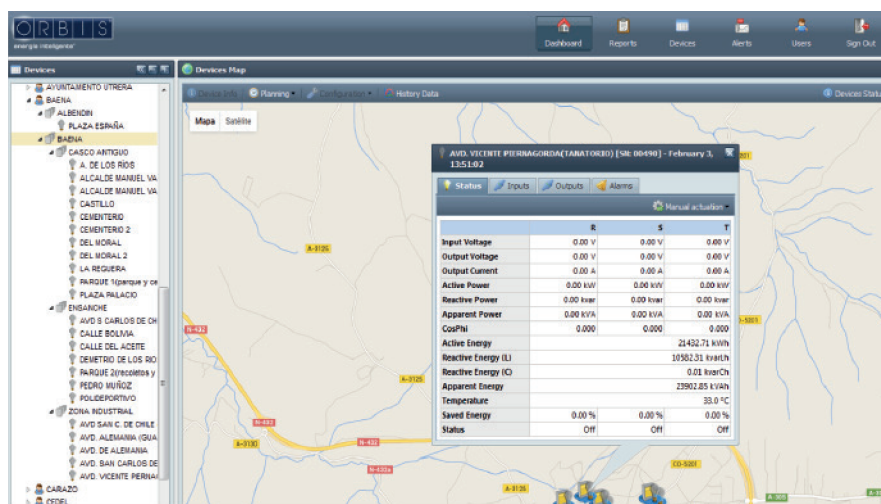 ORBIS
energía inteligente
Dashboard
Reports
Devices
Alerts
Users
Sign Out
Devices
AYUNTAMIENTO UTRERA
BAENA
ALBENDIN
PLAZA ESPAÑA
BAENA
CASCO ANTIGUO
A. DE LOS RÍOS
ALCALDE MANUEL VA
ALCALDE MANUEL VA
CASTILLO
CEMENTERIO
CEMENTERIO 2
DEL MORAL
DEL MORAL 2
LA REGUERA
PARQUE 1(parque y ce
PLAZA PALACIO
ENSANCHE
AVD S CARLOS DE CH
CALLE BOLIVIA
CALLE DEL ACEITE
DEMETRIO DE LOS RIO
PARQUE 2(recoletos y
PEDRO MUÑOZ
POLIDEPORTIVO
ZONA INDUSTRIAL
AVD SAN C. DE CHILE
AVD. ALEMANIA (GUA
AVD. DE ALEMANIA
AVD. SAN CARLOS DE
AVD. VICENTE PIERNA
CARAZO
CEDEL
Devices Map
Device Info
Planning
Configuration
History Data
Devices Statu
Mapa
Satélite
AVD. VICENTE PIERNAGORDA(TANATORIO) [SN: 00490] - February 3,
13:51:02
Status
Inputs
Outputs
Alarms
Manual actuation
R S T
Input Voltage 0.00 V 0.00 V 0.00 V
Output Voltage 0.00 V 0.00 V 0.00 V
Output Current 0.00 A 0.00 A 0.00 A
Active Power 0.00 kW 0.00 kW 0.00 kW
Reactive Power 0.00 kvar 0.00 kvar 0.00 kvar
Apparent Power 0.00 kVA 0.00 kVA 0.00 kVA
CosPhi 0.000 0.000 0.000
Active Energy 21432.71 kWh
Reactive Energy (L) 10582.31 kvarLh
Reactive Energy (C) 0.01 kvarCh
Apparent Energy 23902.85 kVAh
Temperature 33.0 °C
Saved Energy 0.00 % 0.00 % 0.00 %
Status Off Off Off
A-3125
N-432
A-3125
N-432
A-3130
N-432
N-432a
A-3125
CO-5201
A-305